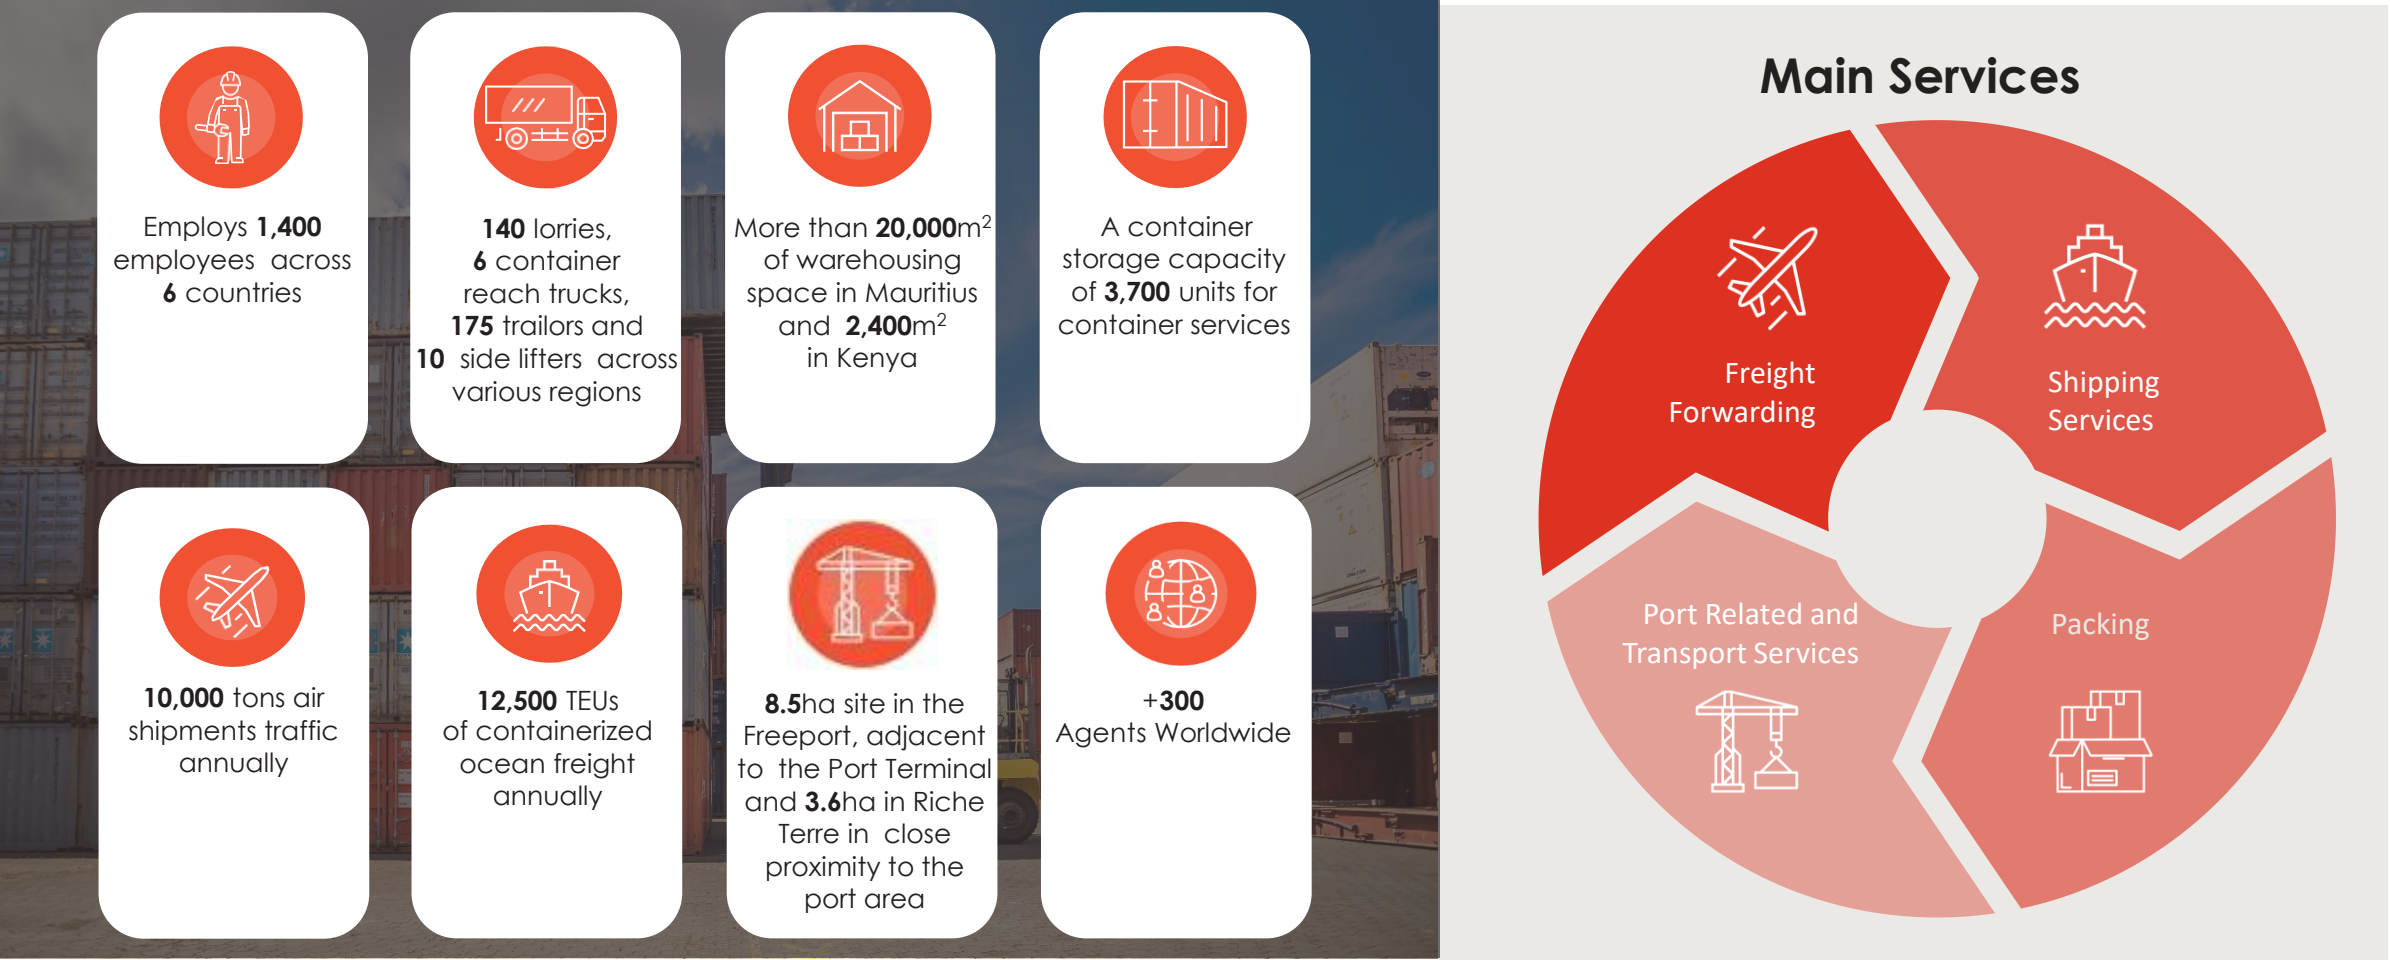 Employs 1,400
employees across
6 countries
140 lorries,
6 container
reach trucks,
175 trailors and
10 side lifters across
various regions
More than 20,000m²
of warehousing
space in Mauritius
and 2,400m²
in Kenya
A container
storage capacity
of 3,700 units for
container services
10,000 tons air
shipments traffic
annually
12,500 TEUs
of containerized
ocean freight
annually
8.5ha site in the
Freeport, adjacent
to the Port Terminal
and 3.6ha in Riche
Terre in close
proximity to the
port area
+300
Agents Worldwide
Main Services
Freight
Forwarding
Shipping
Services
Port Related and
Transport Services
Packing